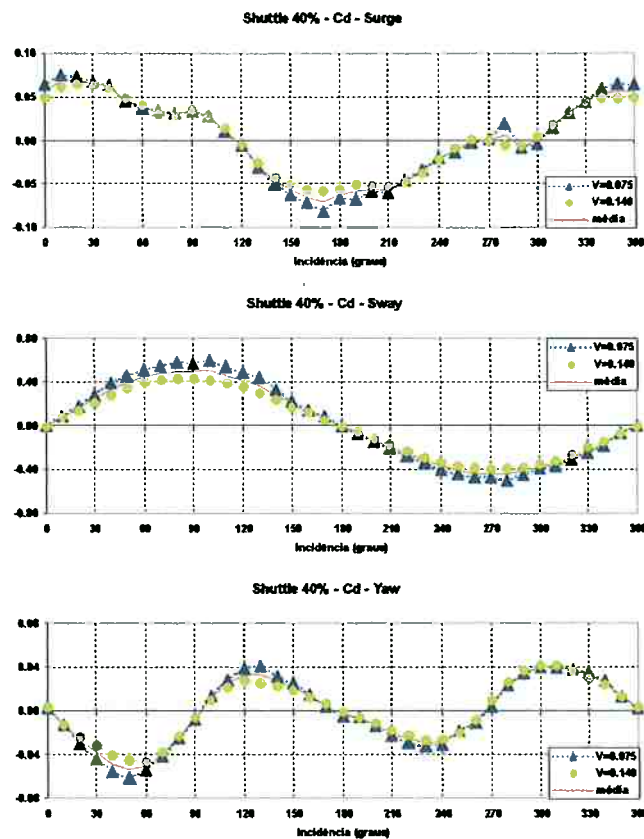 Shuttle 40% - Cd - Surge
0.10
0.05
0.00
-0.05
-0.10
V=0.075
V=0.140
média
0 30 60 90 120 150 180 210 240 270 300 330 360
Incidência (graus)
Shuttle 40% - Cd - Sway
0.80
0.40
0.00
-0.40
-0.80
V=0.075
V=0.140
média
0 30 60 90 120 150 180 210 240 270 300 330 360
Incidência (graus)
Shuttle 40% - Cd - Yaw
0.08
0.04
0.00
-0.04
-0.08
V=0.075
V=0.140
média
0 30 60 90 120 150 180 210 240 270 300 330 360
Incidência (graus)